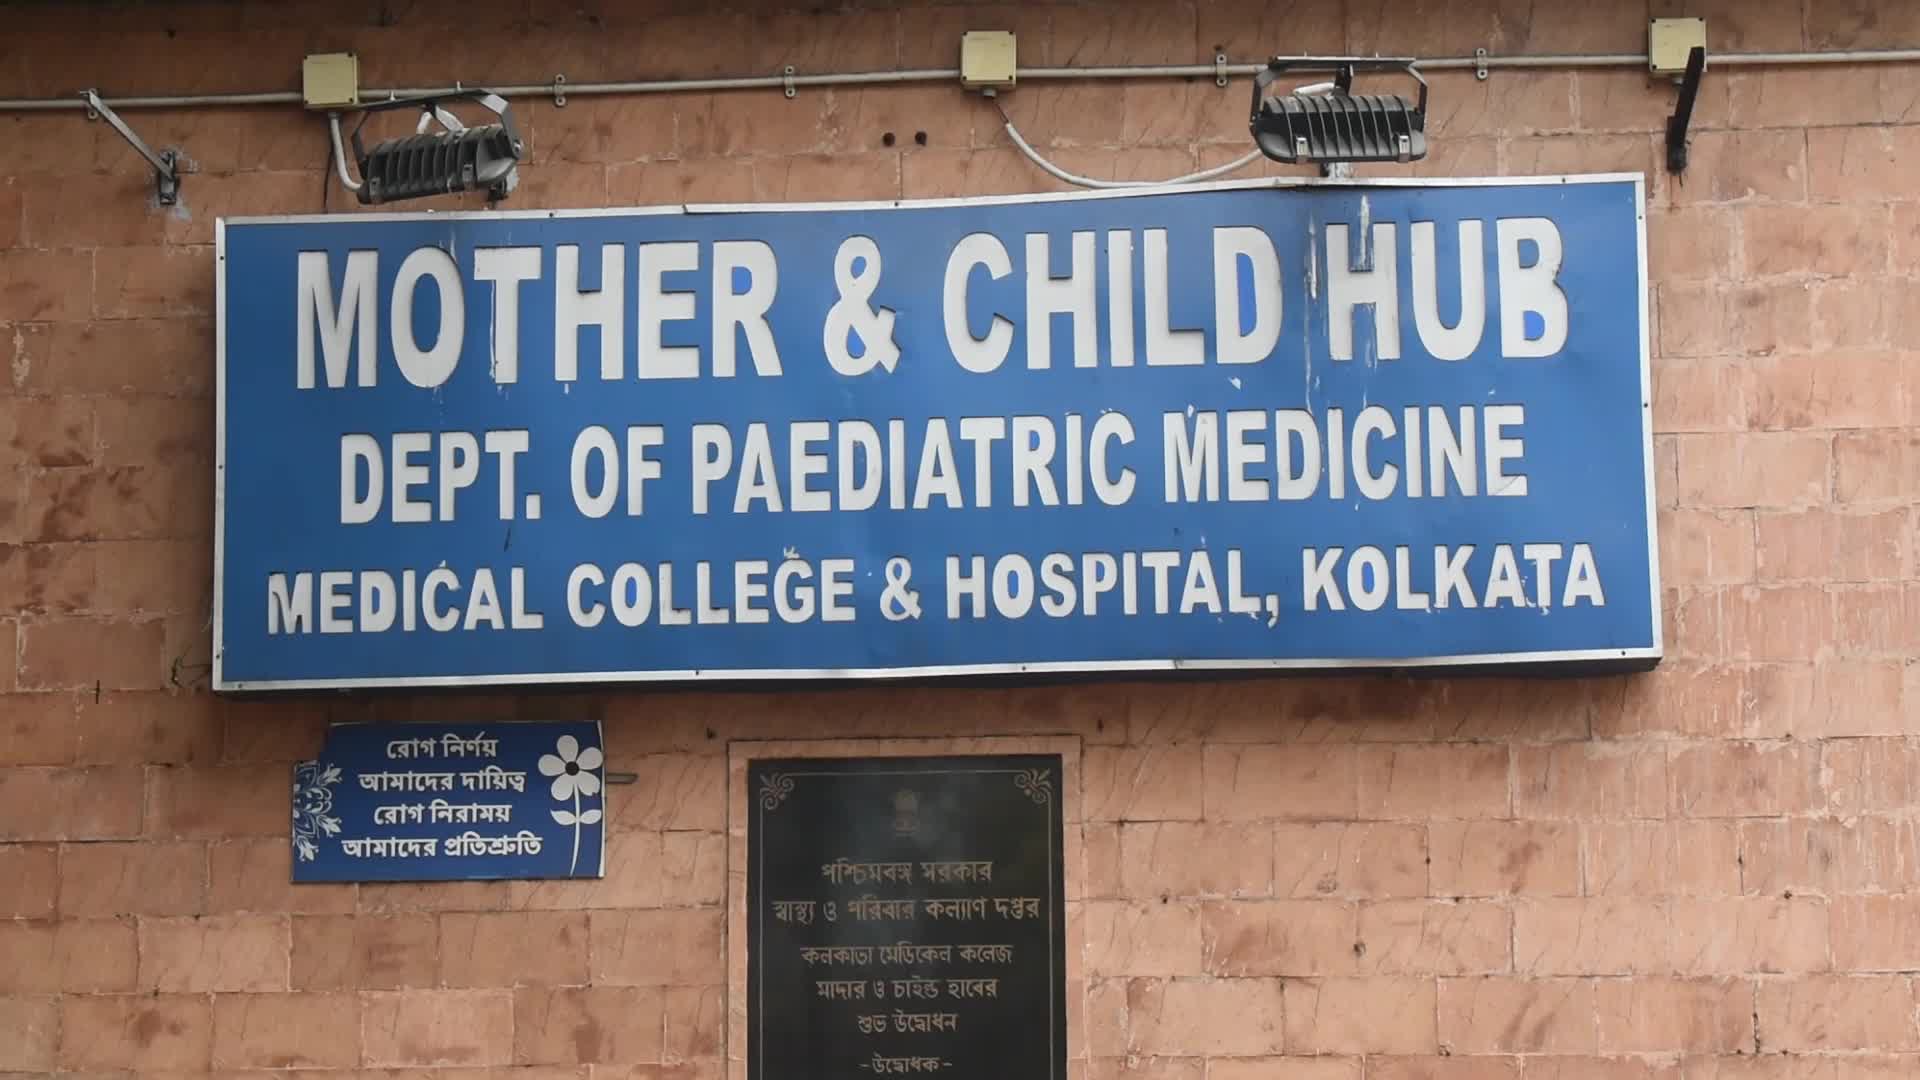 MOTHER & CHILD HUB
DEPT. OF PAEDIATRIC MEDICINE
MEDICAL COLLEGE & HOSPITAL, KOLKATA
রোগ নির্ণয়
আমাদের দায়িত্ব
রোগ নিরাময়
আমাদের প্রতিশ্রুতি
পশ্চিমবঙ্গ সরকার
স্বাস্থ্য ও পরিবার কল্যাণ দপ্তর
কলকাতা মেডিকেল কলেজ
মাদার ও চাইল্ড হাবের
শুভ উদ্বোধন
-উদ্বোধক-